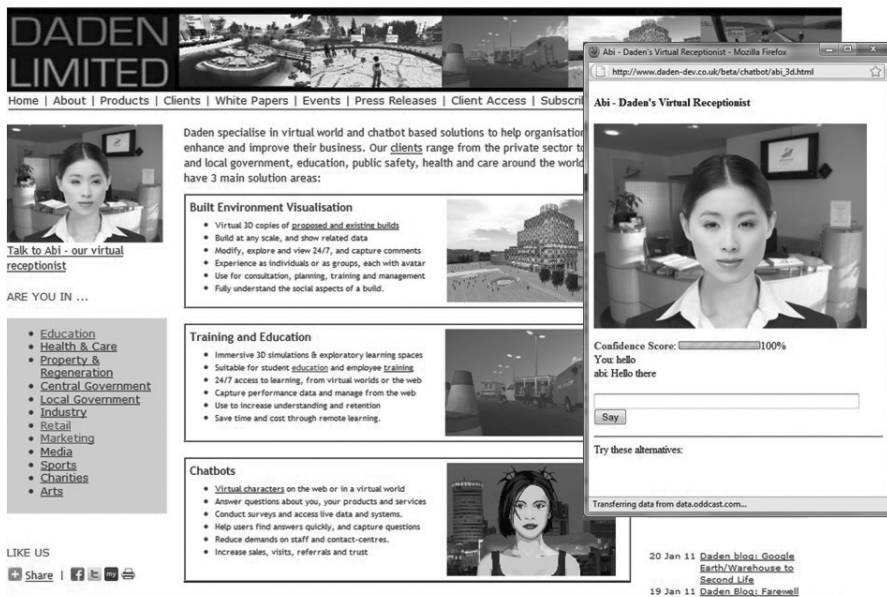 DADEN
LIMITED
Home | About | Products | Clients | White Papers | Events | Press Releases | Client Access | Subscri
Talk to Abi - our virtual
receptionist
ARE YOU IN ...
• Education
• Health & Care
• Property &
Regeneration
• Central Government
• Local Government
• Industry
• Retail
• Marketing
• Media
• Sports
• Charities
• Arts
LIKE US
Share |
Daden specialise in virtual world and chatbot based solutions to help organisation
enhance and improve their business. Our clients range from the private sector to
and local government, education, public safety, health and care around the world
have 3 main solution areas:
Built Environment Visualisation
• Virtual 3D copies of proposed and existing builds
• Build at any scale, and show related data
• Modify, explore and view 24/7, and capture comments
• Experience as individuals or as groups, each with avatar
• Use for consultation, planning, training and management
• Fully understand the social aspects of a build.
Training and Education
• Immersive 3D simulations & exploratory learning spaces
• Suitable for student education and employee training
• 24/7 access to learning, from virtual worlds or the web
• Capture performance data and manage from the web
• Use to increase understanding and retention
• Save time and cost through remote learning.
Chatbots
• Virtual characters on the web or in a virtual world
• Answer questions about you, your products and services
• Conduct surveys and access live data and systems.
• Help users find answers quickly, and capture questions
• Reduce demands on staff and contact-centres.
• Increase sales, visits, referrals and trust
Abi - Daden's Virtual Receptionist - Mozilla Firefox
http://www.daden-dev.co.uk/beta/chatbot/abi_3d.html
Abi - Daden's Virtual Receptionist
Confidence Score: 100%
You: hello
abi: Hello there
Say
Try these alternatives:
Transferring data from data.oddcast.com...
20 Jan 11 Daden blog: Google
Earth/Warehouse to
Second Life
19 Jan 11 Daden Blog: Farewell